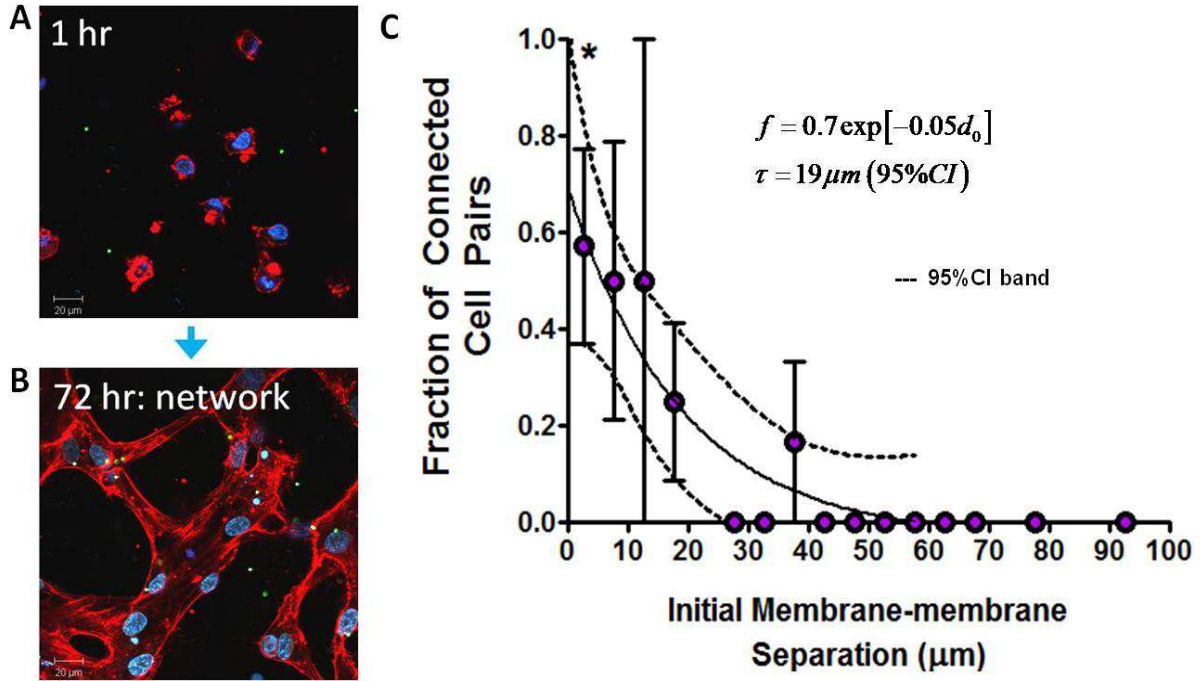 A
1 hr
20 µm
B
72 hr: network
20 µm
C
*
f = 0.7 exp[−0.05d₀]
τ = 19µm (95%CI)
--- 95%CI band
Fraction of Connected
Cell Pairs
1.0
0.8
0.6
0.4
0.2
0.0
0 10 20 30 40 50 60 70 80 90 100
Initial Membrane-membrane
Separation (µm)